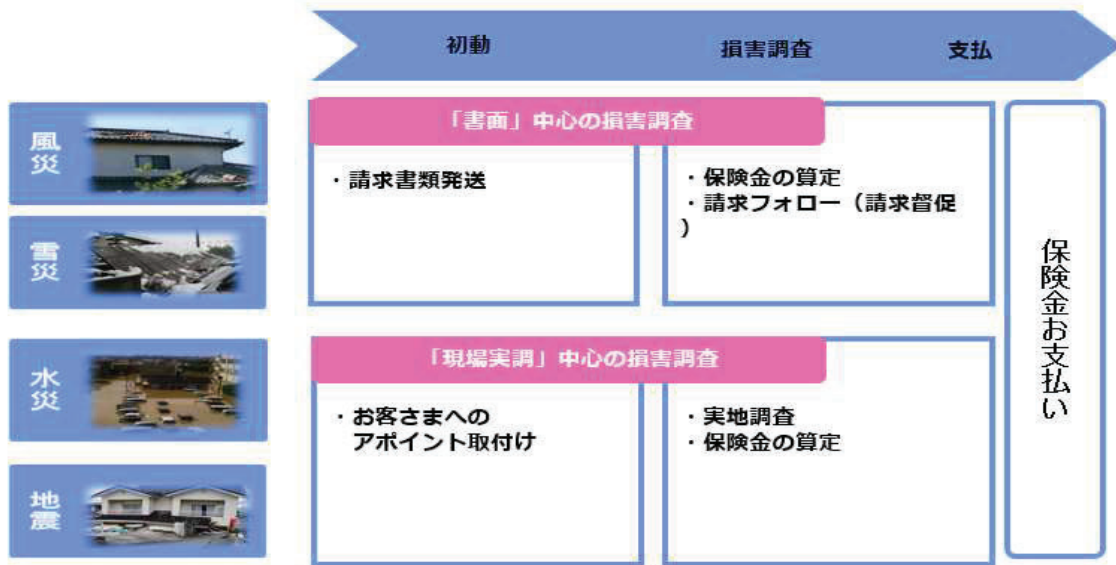 初動
損害調査
支払
風災
「書面」中心の損害調査
・請求書類発送
・保険金の算定
・請求フォロー（請求督促
）
雪災
保険金お支払い
水災
「現場実調」中心の損害調査
・お客さまへの
アポイント取付け
・実地調査
・保険金の算定
地震